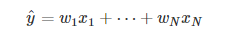 ŷ = w₁x₁ + ⋯ + w_N x_N